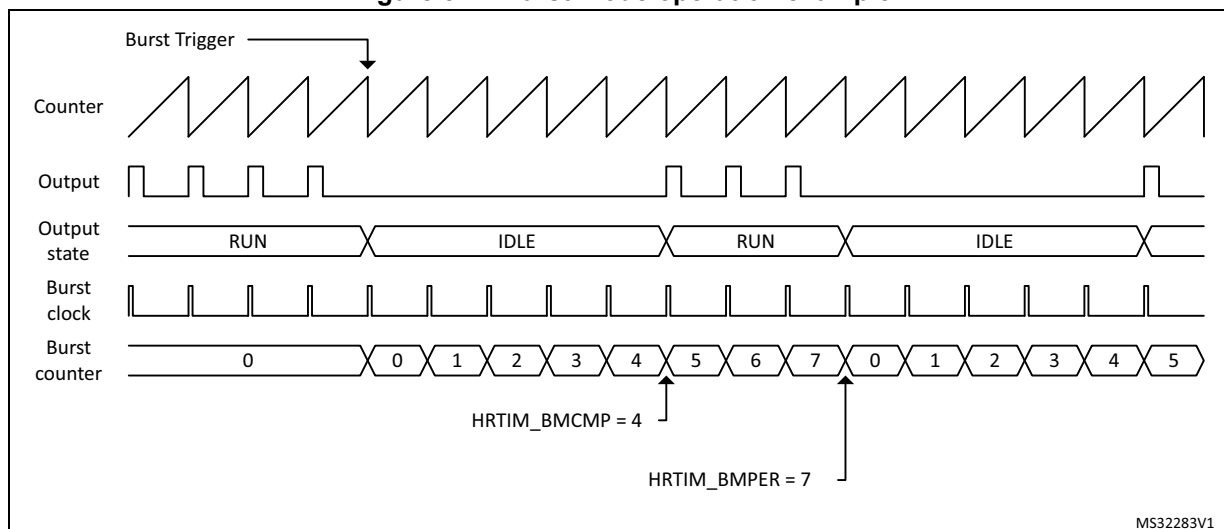 Burst Trigger
Counter
Output
Output
state
RUN
IDLE
RUN
IDLE
Burst
clock
Burst
counter
0
0
1
2
3
4
5
6
7
0
1
2
3
4
5
HRTIM_BMCMP = 4
HRTIM_BMPER = 7
MS32283V1